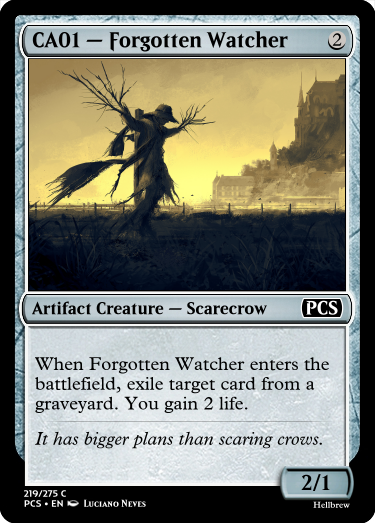 CA01 — Forgotten Watcher 2
Artifact Creature — Scarecrow PCS
When Forgotten Watcher enters the
battlefield, exile target card from a
graveyard. You gain 2 life.
It has bigger plans than scaring crows.
2/1
219/275 C
PCS • EN Luciano Neves
Hellbrew